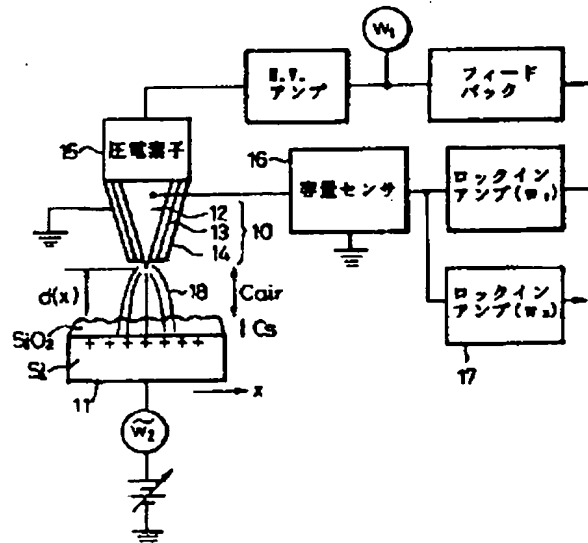 W₁
H.V.
アンプ
フィード
バック
15
圧電素子
16
容量センサ
ロックイン
アンプ(W₁)
12
13
14
10
ロックイン
アンプ(W₂)
17
d(x)
18
Cair
SiO₂
Cs
+ + + + + + +
Si
11
x
W₂